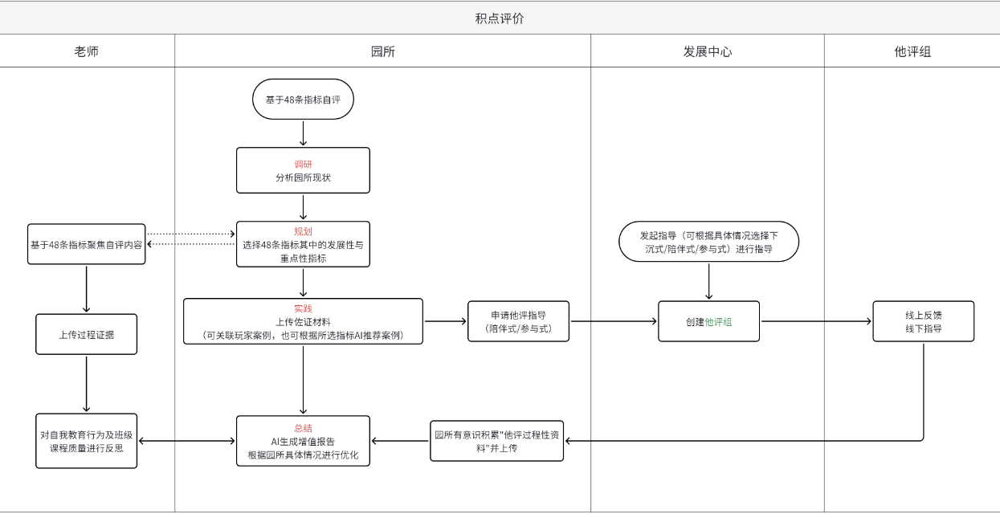 积点评价
老师
园所
发展中心
他评组
基于48条指标自评
调研
分析园所现状
基于48条指标聚焦自评内容
规划
选择48条指标其中的发展性与
重点性指标
发起指导（可根据具体情况选择下
沉式/陪伴式/参与式）进行指导
上传过程证据
实践
上传佐证材料
（可关联玩家案例，也可根据所选指标AI推荐案例）
申请他评指导
（陪伴式/参与式）
创建他评组
线上反馈
线下指导
对自我教育行为及班级
课程质量进行反思
总结
AI生成增值报告
根据园所具体情况进行优化
园所有意识积累"他评过程性资
料"并上传